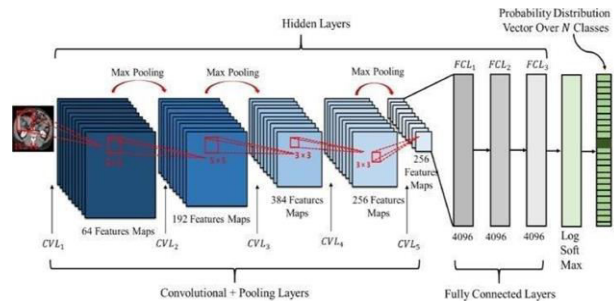 Probability Distribution
Vector Over N Classes
Hidden Layers
Max Pooling
Max Pooling
Max Pooling
FCL₁
FCL₂
FCL₃
5×5
3×3
3×3
64 Features Maps
192 Features Maps
384 Features
Maps
256 Features
Maps
256
Features
Maps
CVL₁
CVL₂
CVL₃
CVL₄
CVL₅
4096
4096
4096
Log
Soft
Max
Convolutional + Pooling Layers
Fully Connected Layers